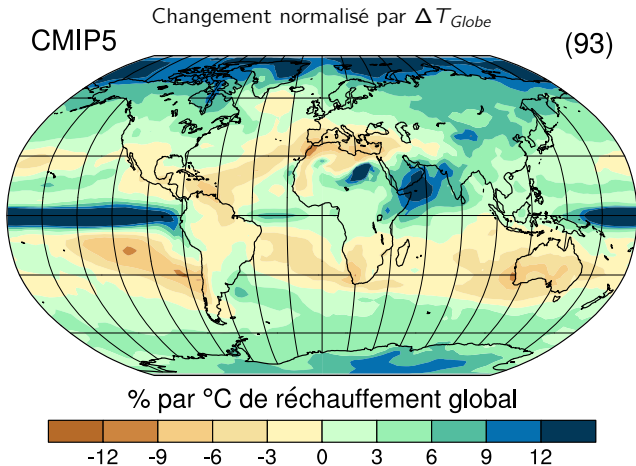 Changement normalisé par ΔT_Globe
CMIP5 (93)
% par °C de réchauffement global
-12 -9 -6 -3 0 3 6 9 12